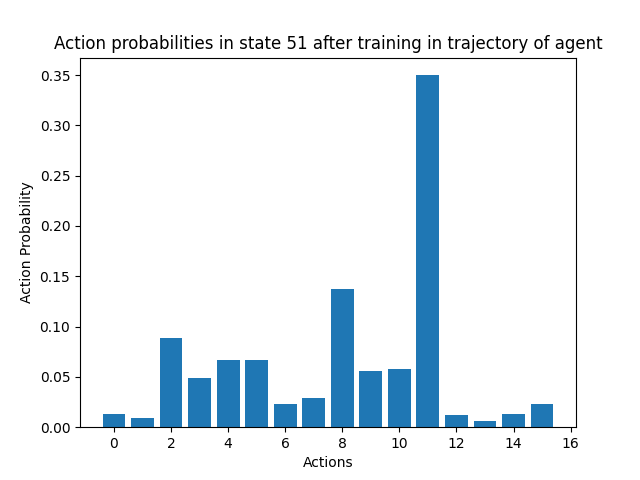 Action probabilities in state 51 after training in trajectory of agent
0.35
0.30
0.25
0.20
0.15
0.10
0.05
0.00
Action Probability
0 2 4 6 8 10 12 14 16
Actions